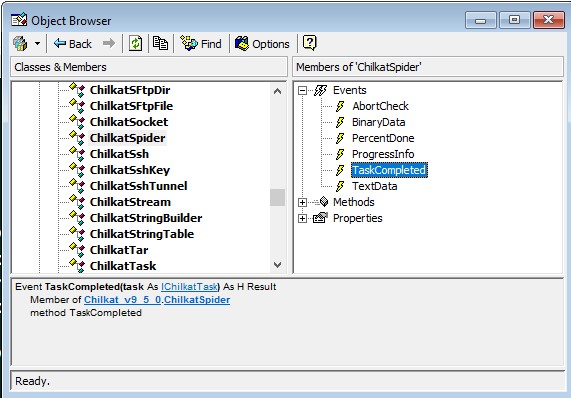 Object Browser
Back Find Options
Classes & Members
ChilkatSFtpDir
ChilkatSFtpFile
ChilkatSocket
ChilkatSpider
ChilkatSsh
ChilkatSshKey
ChilkatSshTunnel
ChilkatStream
ChilkatStringBuilder
ChilkatStringTable
ChilkatTar
ChilkatTask
Members of 'ChilkatSpider'
Events
AbortCheck
BinaryData
PercentDone
ProgressInfo
TaskCompleted
TextData
Methods
Properties
Event TaskCompleted(task As IChilkatTask) As H Result
Member of Chilkat_v9_5_0.ChilkatSpider
method TaskCompleted
Ready.